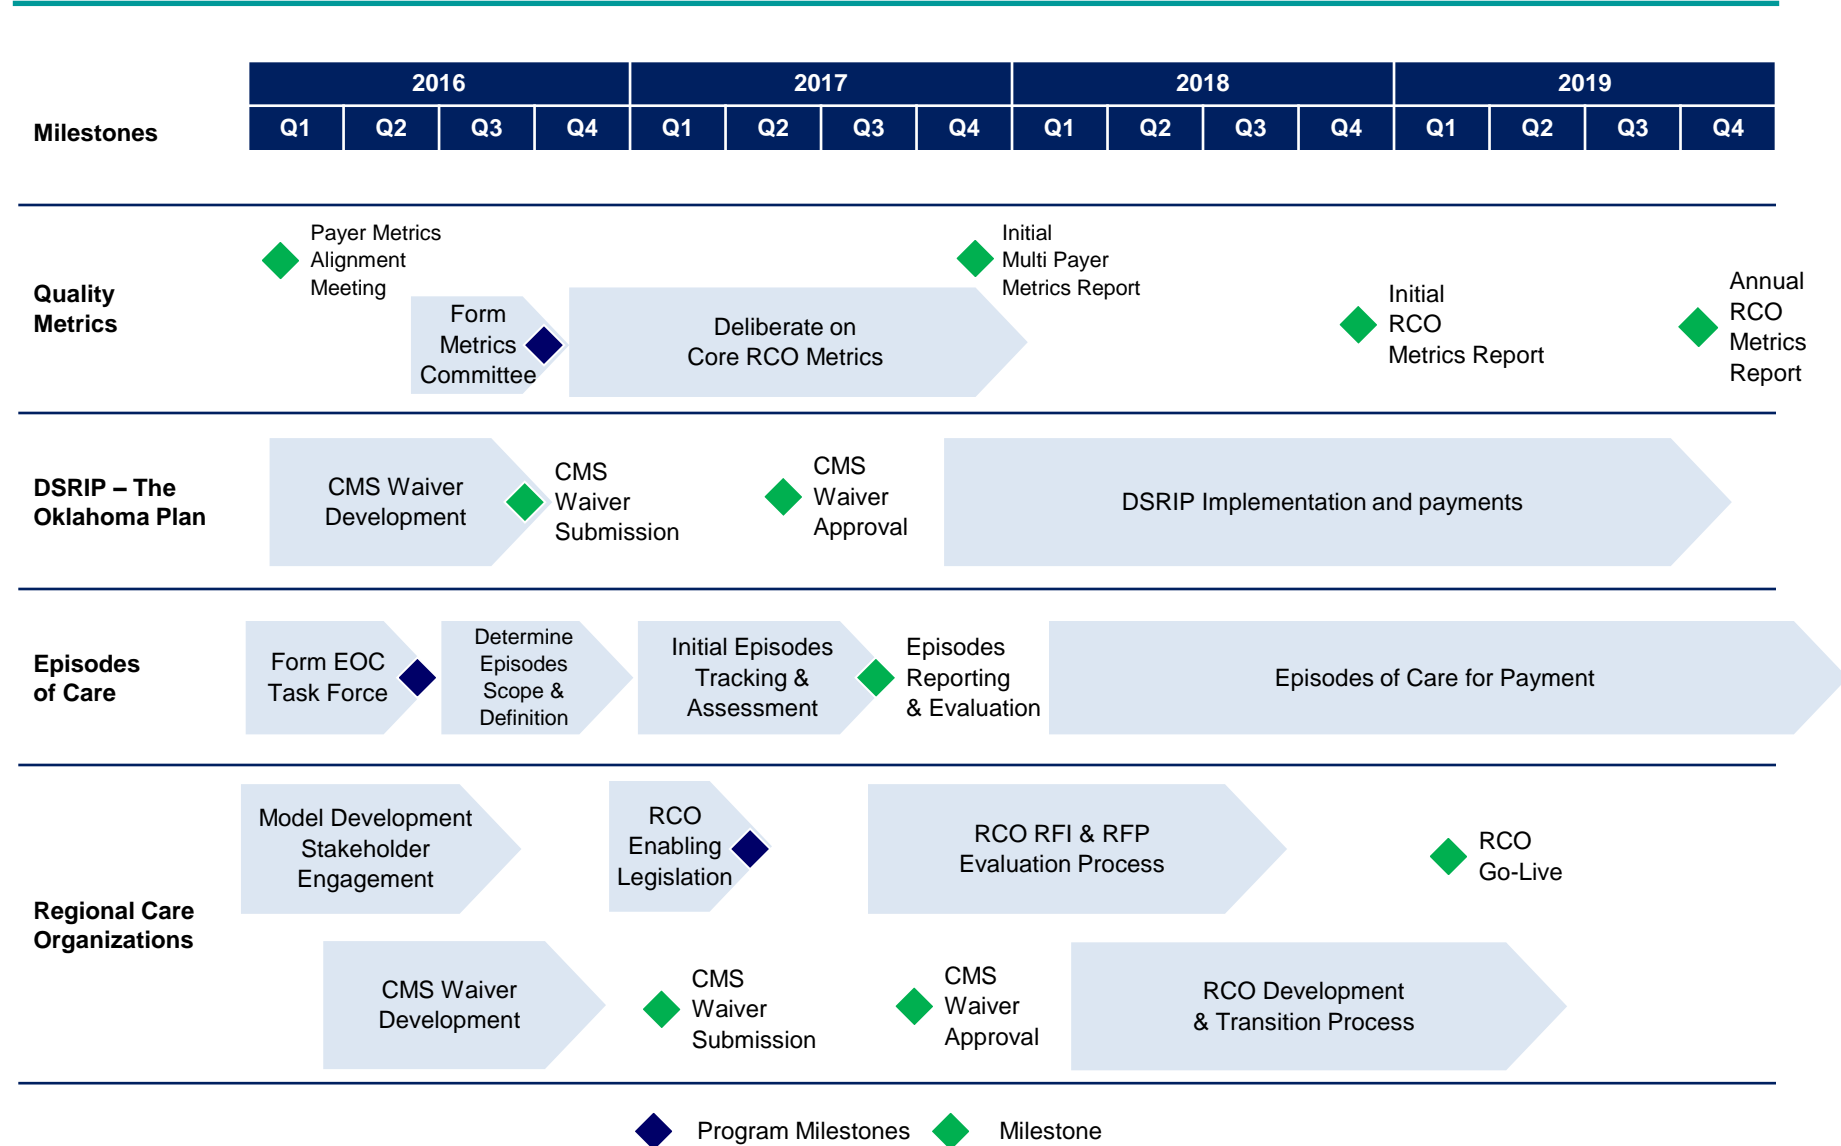 2016
2017
2018
2019
Milestones
Q1
Q2
Q3
Q4
Q1
Q2
Q3
Q4
Q1
Q2
Q3
Q4
Q1
Q2
Q3
Q4
Quality
Metrics
Payer Metrics
Alignment
Meeting
Form
Metrics
Committee
Deliberate on
Core RCO Metrics
Initial
Multi Payer
Metrics Report
Initial
RCO
Metrics Report
Annual
RCO
Metrics
Report
DSRIP – The
Oklahoma Plan
CMS Waiver
Development
CMS
Waiver
Submission
CMS
Waiver
Approval
DSRIP Implementation and payments
Episodes
of Care
Form EOC
Task Force
Determine
Episodes
Scope &
Definition
Initial Episodes
Tracking &
Assessment
Episodes
Reporting
& Evaluation
Episodes of Care for Payment
Regional Care
Organizations
Model Development
Stakeholder
Engagement
RCO
Enabling
Legislation
RCO RFI & RFP
Evaluation Process
RCO
Go-Live
CMS Waiver
Development
CMS
Waiver
Submission
CMS
Waiver
Approval
RCO Development
& Transition Process
Program Milestones
Milestone